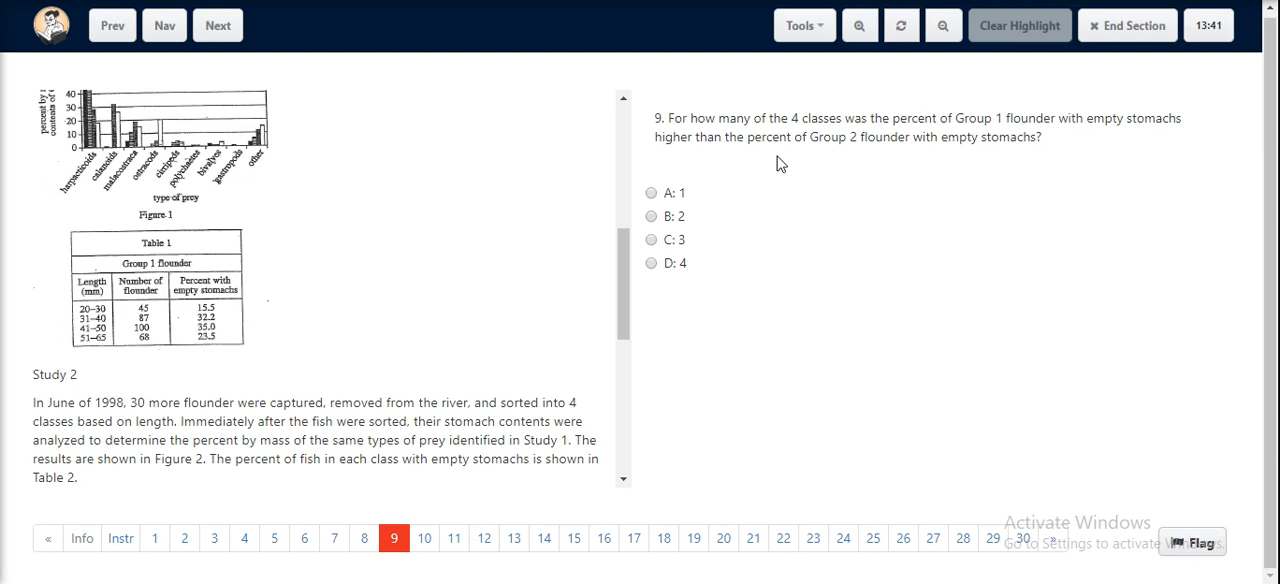 Prev Nav Next Tools Clear Highlight × End Section 13:41
percent by
contents of
40
30
20
10
0
harpacticoids calanoids malacostraca ostracods cirripeds polychaetes bivalves gastropods other
type of prey
Figure 1
Table 1
Group 1 flounder
Length (mm) Number of flounder Percent with empty stomachs
20–30 45 15.5
31–40 87 32.2
41–50 100 35.0
51–65 68 23.5
Study 2
In June of 1998, 30 more flounder were captured, removed from the river, and sorted into 4
classes based on length. Immediately after the fish were sorted, their stomach contents were
analyzed to determine the percent by mass of the same types of prey identified in Study 1. The
results are shown in Figure 2. The percent of fish in each class with empty stomachs is shown in
Table 2.
9. For how many of the 4 classes was the percent of Group 1 flounder with empty stomachs
higher than the percent of Group 2 flounder with empty stomachs?
A: 1
B: 2
C: 3
D: 4
« Info Instr 1 2 3 4 5 6 7 8 9 10 11 12 13 14 15 16 17 18 19 20 21 22 23 24 25 26 27 28 29 30 »
Flag
Activate Windows
Go to Settings to activate Windows.